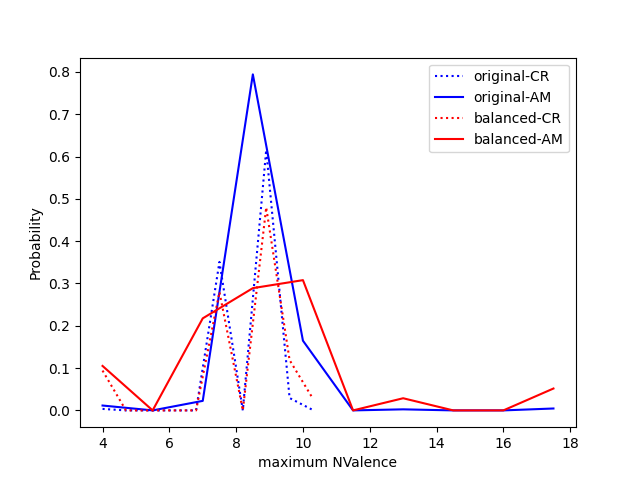 original-CR
original-AM
balanced-CR
balanced-AM
Probability
0.8
0.7
0.6
0.5
0.4
0.3
0.2
0.1
0.0
4 6 8 10 12 14 16 18
maximum NValence